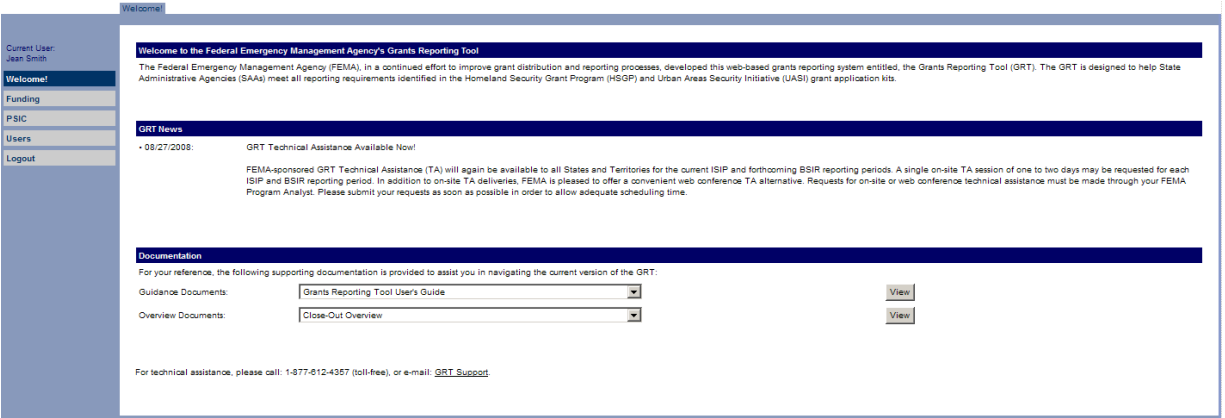 Welcome!
Current User:
Jean Smith
Welcome!
Funding
PSIC
Users
Logout
Welcome to the Federal Emergency Management Agency's Grants Reporting Tool
The Federal Emergency Management Agency (FEMA), in a continued effort to improve grant distribution and reporting processes, developed this web-based grants reporting system entitled, the Grants Reporting Tool (GRT). The GRT is designed to help State
Administrative Agencies (SAAs) meet all reporting requirements identified in the Homeland Security Grant Program (HSGP) and Urban Areas Security Initiative (UASI) grant application kits.
GRT News
• 08/27/2008: GRT Technical Assistance Available Now!
FEMA-sponsored GRT Technical Assistance (TA) will again be available to all States and Territories for the current ISIP and forthcoming BSIR reporting periods. A single on-site TA session of one to two days may be requested for each
ISIP and BSIR reporting period. In addition to on-site TA deliveries, FEMA is pleased to offer a convenient web conference TA alternative. Requests for on-site or web conference technical assistance must be made through your FEMA
Program Analyst. Please submit your requests as soon as possible in order to allow adequate scheduling time.
Documentation
For your reference, the following supporting documentation is provided to assist you in navigating the current version of the GRT:
Guidance Documents: Grants Reporting Tool User's Guide View
Overview Documents: Close-Out Overview View
For technical assistance, please call: 1-877-612-4357 (toll-free), or e-mail: GRT Support.